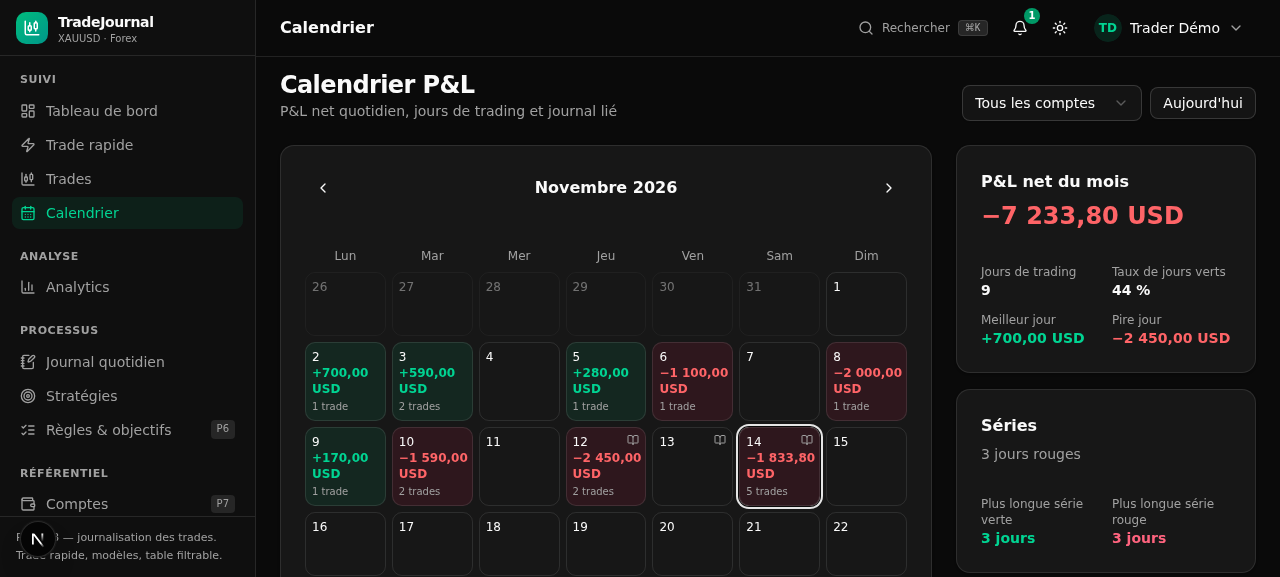 TradeJournal
XAUUSD · Forex
SUIVI
Tableau de bord
Trade rapide
Trades
Calendrier
ANALYSE
Analytics
PROCESSUS
Journal quotidien
Stratégies
Règles & objectifs P6
RÉFÉRENTIEL
Comptes P7
— journalisation des trades.
rapide, modèles, table filtrable.
Calendrier
Rechercher ⌘K
1
TD Trader Démo
Calendrier P&L
P&L net quotidien, jours de trading et journal lié
Tous les comptes
Aujourd'hui
Novembre 2026
Lun Mar Mer Jeu Ven Sam Dim
26 27 28 29 30 31 1
2 3 4 5 6 7 8
+700,00 +590,00 +280,00 −1 100,00 −2 000,00
USD USD USD USD USD
1 trade 2 trades 1 trade 1 trade 1 trade
9 10 11 12 13 14 15
+170,00 −1 590,00 −2 450,00 −1 833,80
USD USD USD USD
1 trade 2 trades 2 trades 5 trades
16 17 18 19 20 21 22
P&L net du mois
−7 233,80 USD
Jours de trading Taux de jours verts
9 44 %
Meilleur jour Pire jour
+700,00 USD −2 450,00 USD
Séries
3 jours rouges
Plus longue série Plus longue série
verte rouge
3 jours 3 jours